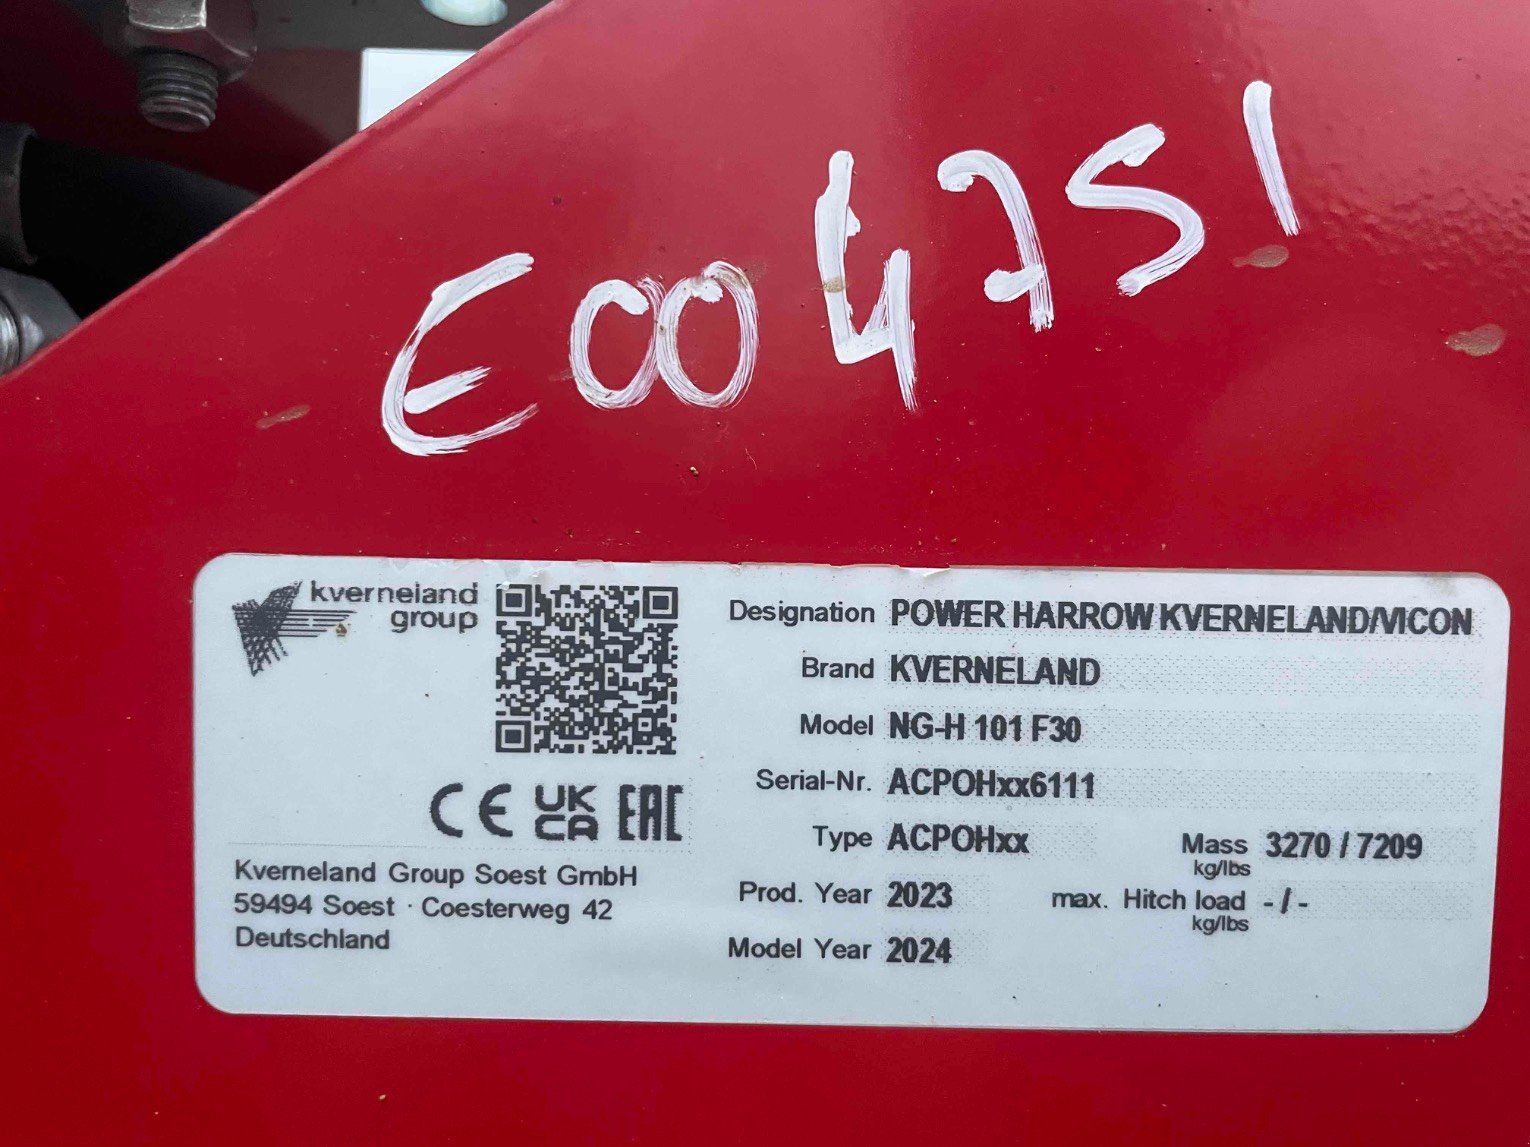 E004751
kverneland
group
CE UK CA EAC
Kverneland Group Soest GmbH
59494 Soest · Coesterweg 42
Deutschland
Designation POWER HARROW KVERNELAND/VICON
Brand KVERNELAND
Model NG-H 101 F30
Serial-Nr. ACPOHxx6111
Type ACPOHxx
Mass 3270 / 7209
kg/lbs
Prod. Year 2023
max. Hitch load - / -
kg/lbs
Model Year 2024